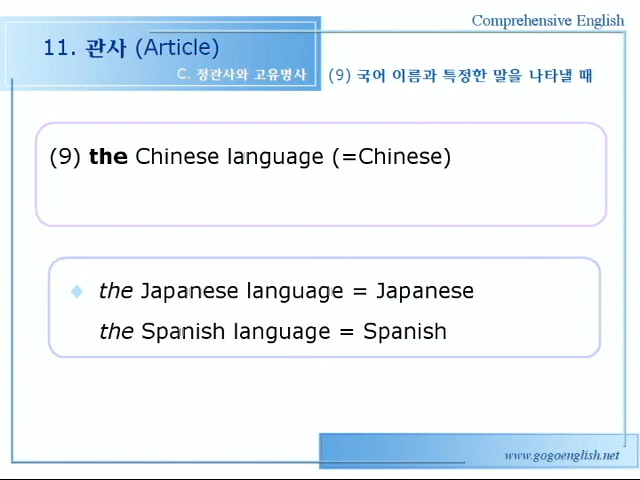 Comprehensive English
11. 관사 (Article)
C. 정관사와 고유명사
(9) 국어 이름과 특정한 말을 나타낼 때
(9) the Chinese language (=Chinese)
the Japanese language = Japanese
the Spanish language = Spanish
www.gogoenglish.net